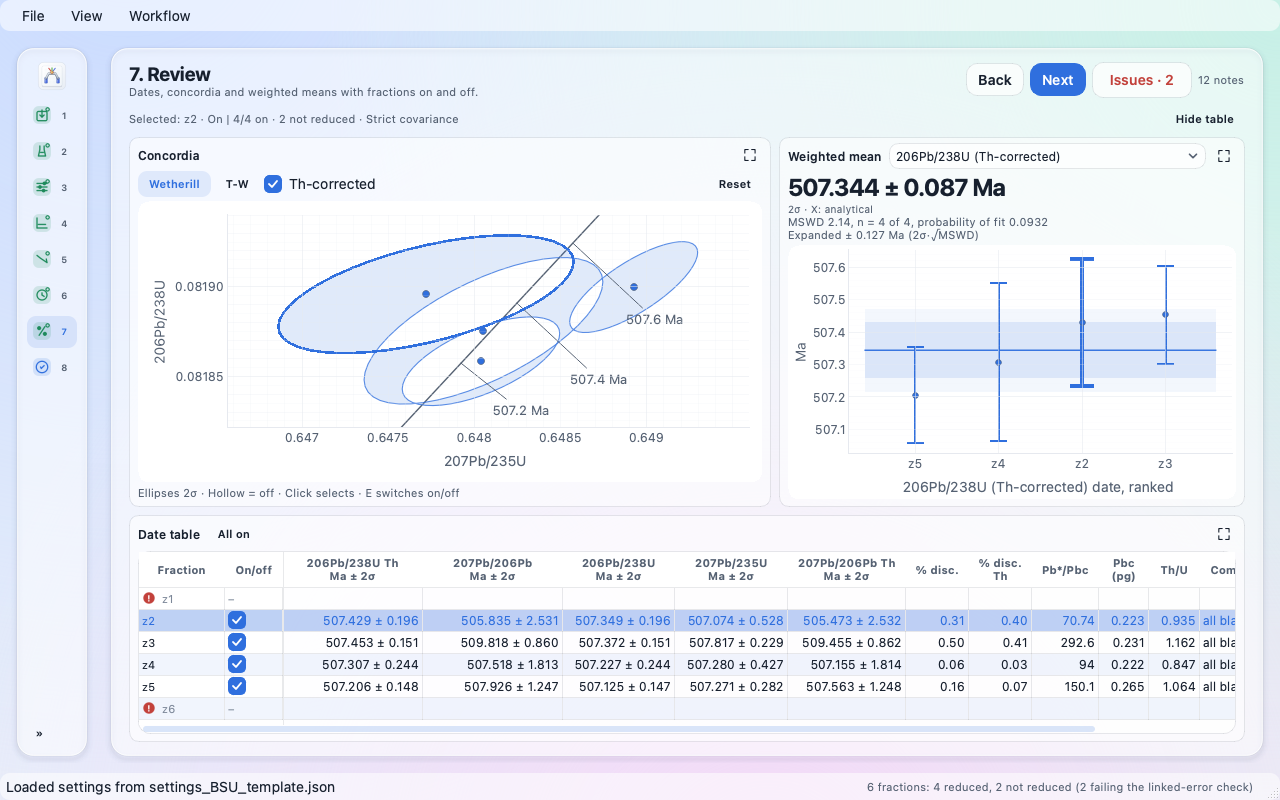 File View Workflow
7. Review
Dates, concordia and weighted means with fractions on and off.
Back Next Issues · 2 12 notes
Selected: z2 · On | 4/4 on · 2 not reduced · Strict covariance
Hide table
1
2
3
4
5
6
7
8
»
Concordia
Wetherill T-W Th-corrected Reset
206Pb/238U
0.08190
0.08185
507.6 Ma
507.4 Ma
507.2 Ma
0.647 0.6475 0.648 0.6485 0.649
207Pb/235U
Ellipses 2σ · Hollow = off · Click selects · E switches on/off
Weighted mean 206Pb/238U (Th-corrected)
507.344 ± 0.087 Ma
2σ · X: analytical
MSWD 2.14, n = 4 of 4, probability of fit 0.0932
Expanded ± 0.127 Ma (2σ·√MSWD)
Ma
507.6
507.5
507.4
507.3
507.2
507.1
z5 z4 z2 z3
206Pb/238U (Th-corrected) date, ranked
Date table All on
Fraction On/off 206Pb/238U Th Ma ± 2σ 207Pb/206Pb Ma ± 2σ 206Pb/238U Ma ± 2σ 207Pb/235U Ma ± 2σ 207Pb/206Pb Th Ma ± 2σ % disc. % disc. Th Pb*/Pbc Pbc (pg) Th/U Com
z1 –
z2 507.429 ± 0.196 505.835 ± 2.531 507.349 ± 0.196 507.074 ± 0.528 505.473 ± 2.532 0.31 0.40 70.74 0.223 0.935 all bla
z3 507.453 ± 0.151 509.818 ± 0.860 507.372 ± 0.151 507.817 ± 0.229 509.455 ± 0.862 0.50 0.41 292.6 0.231 1.162 all bla
z4 507.307 ± 0.244 507.518 ± 1.813 507.227 ± 0.244 507.280 ± 0.427 507.155 ± 1.814 0.06 0.03 94 0.222 0.847 all bla
z5 507.206 ± 0.148 507.926 ± 1.247 507.125 ± 0.147 507.271 ± 0.282 507.563 ± 1.248 0.16 0.07 150.1 0.265 1.064 all bla
z6 –
Loaded settings from settings_BSU_template.json
6 fractions: 4 reduced, 2 not reduced (2 failing the linked-error check)